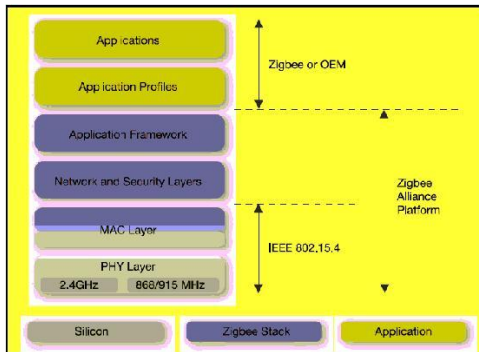 Applications
Zigbee or OEM
Application Profiles
Application Framework
Network and Security Layers
Zigbee
Alliance
Platform
MAC Layer
IEEE 802.15.4
PHY Layer
2.4GHz 868/915 MHz
Silicon Zigbee Stack Application